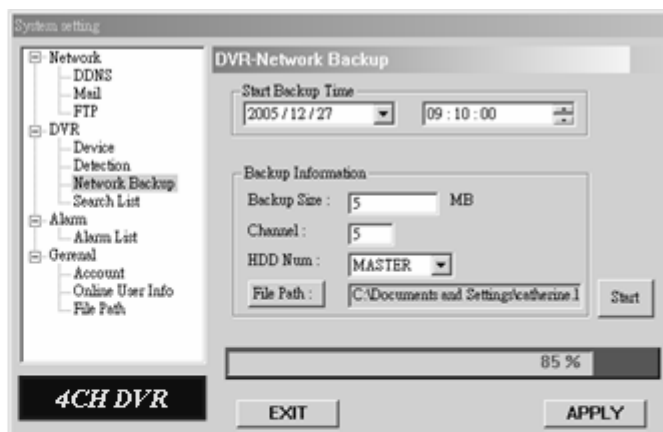 System setting
Network
DDNS
Mail
FTP
DVR
Device
Detection
Network Backup
Search List
Alarm
Alarm List
Gerenal
Account
Online User Info
File Path
4CH DVR
DVR-Network Backup
Start Backup Time
2005 / 12 / 27 09 : 10 : 00
Backup Information
Backup Size : 5 MB
Channel : 5
HDD Num : MASTER
File Path : C:\Documents and Settings\catherine.l
Start
85 %
EXIT APPLY